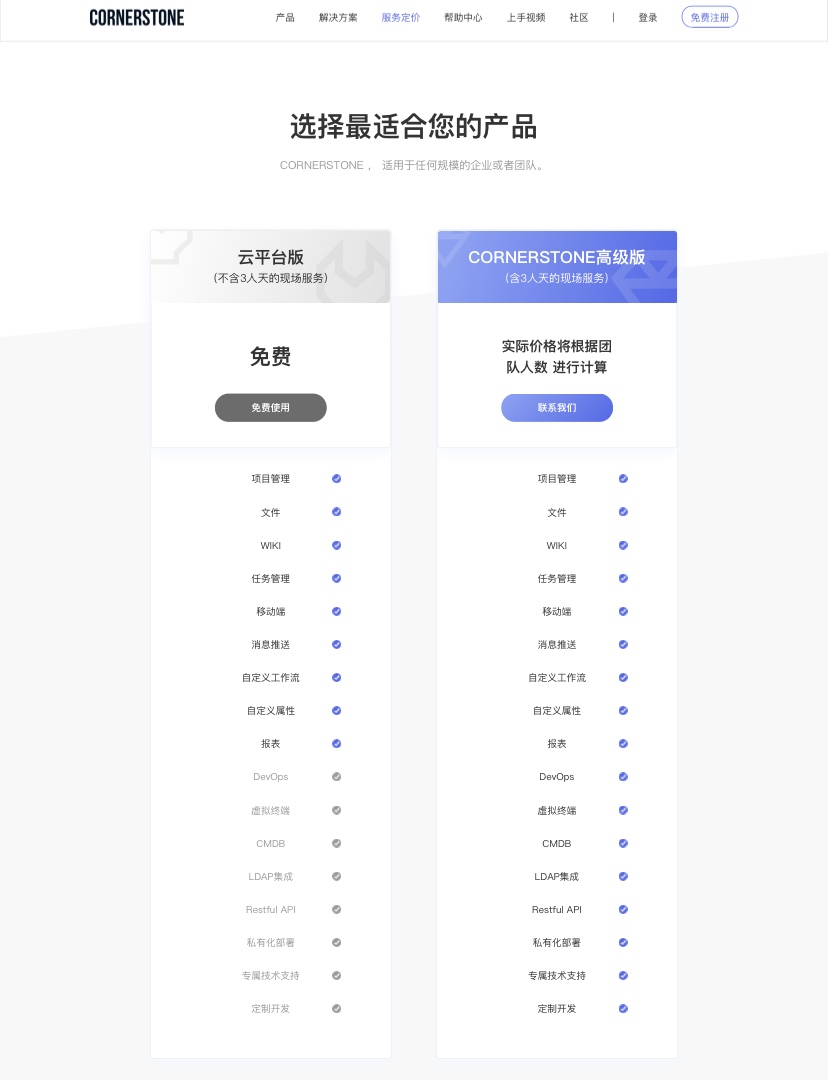 CORNERSTONE
产品 解决方案 服务定价 帮助中心 上手视频 社区 | 登录 免费注册
选择最适合您的产品
CORNERSTONE ， 适用于任何规模的企业或者团队。
云平台版
（不含3人天的现场服务）
免费
免费使用
项目管理
文件
WIKI
任务管理
移动端
消息推送
自定义工作流
自定义属性
报表
DevOps
虚拟终端
CMDB
LDAP集成
Restful API
私有化部署
专属技术支持
定制开发
CORNERSTONE高级版
（含3人天的现场服务）
实际价格将根据团
队人数 进行计算
联系我们
项目管理
文件
WIKI
任务管理
移动端
消息推送
自定义工作流
自定义属性
报表
DevOps
虚拟终端
CMDB
LDAP集成
Restful API
私有化部署
专属技术支持
定制开发